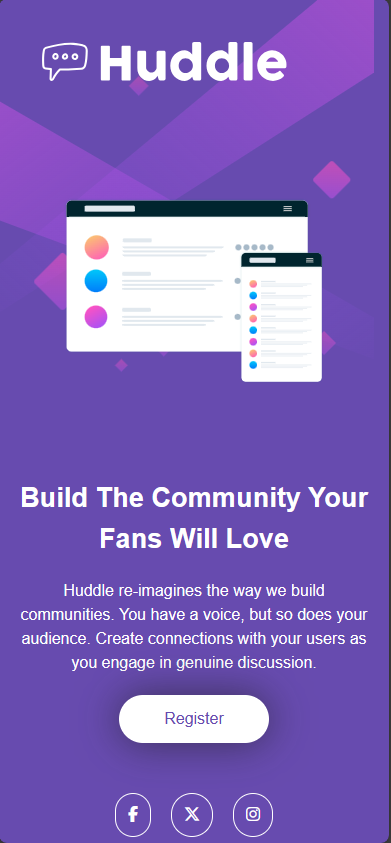 Huddle
Build The Community Your
Fans Will Love
Huddle re-imagines the way we build
communities. You have a voice, but so does your
audience. Create connections with your users as
you engage in genuine discussion.
Register